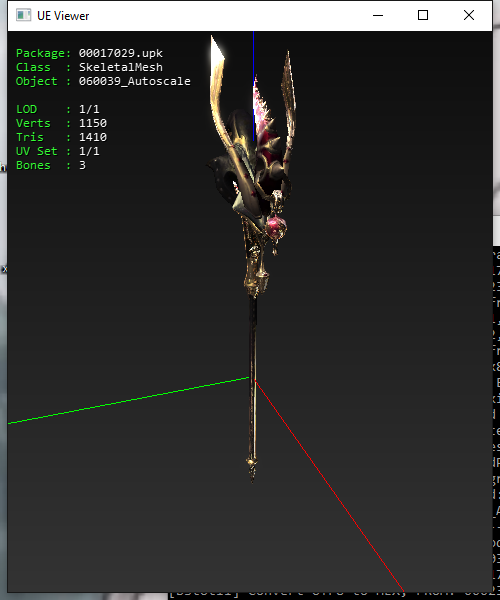 UE Viewer
Package: 00017029.upk
Class : SkeletalMesh
Object : 060039_Autoscale
LOD : 1/1
Verts : 1150
Tris : 1410
UV Set : 1/1
Bones : 3